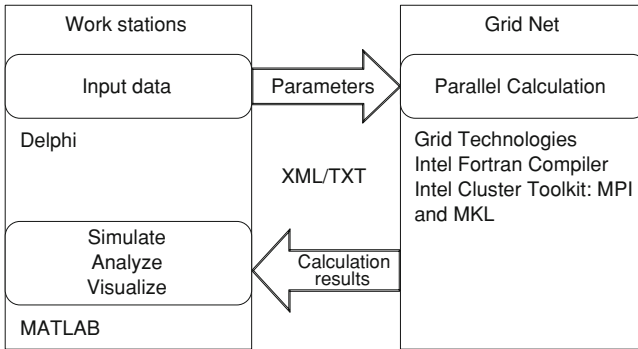 Work stations
Grid Net
Input data
Parameters
Parallel Calculation
Delphi
Grid Technologies
Intel Fortran Compiler
Intel Cluster Toolkit: MPI
and MKL
XML/TXT
Simulate
Analyze
Visualize
Calculation
results
MATLAB